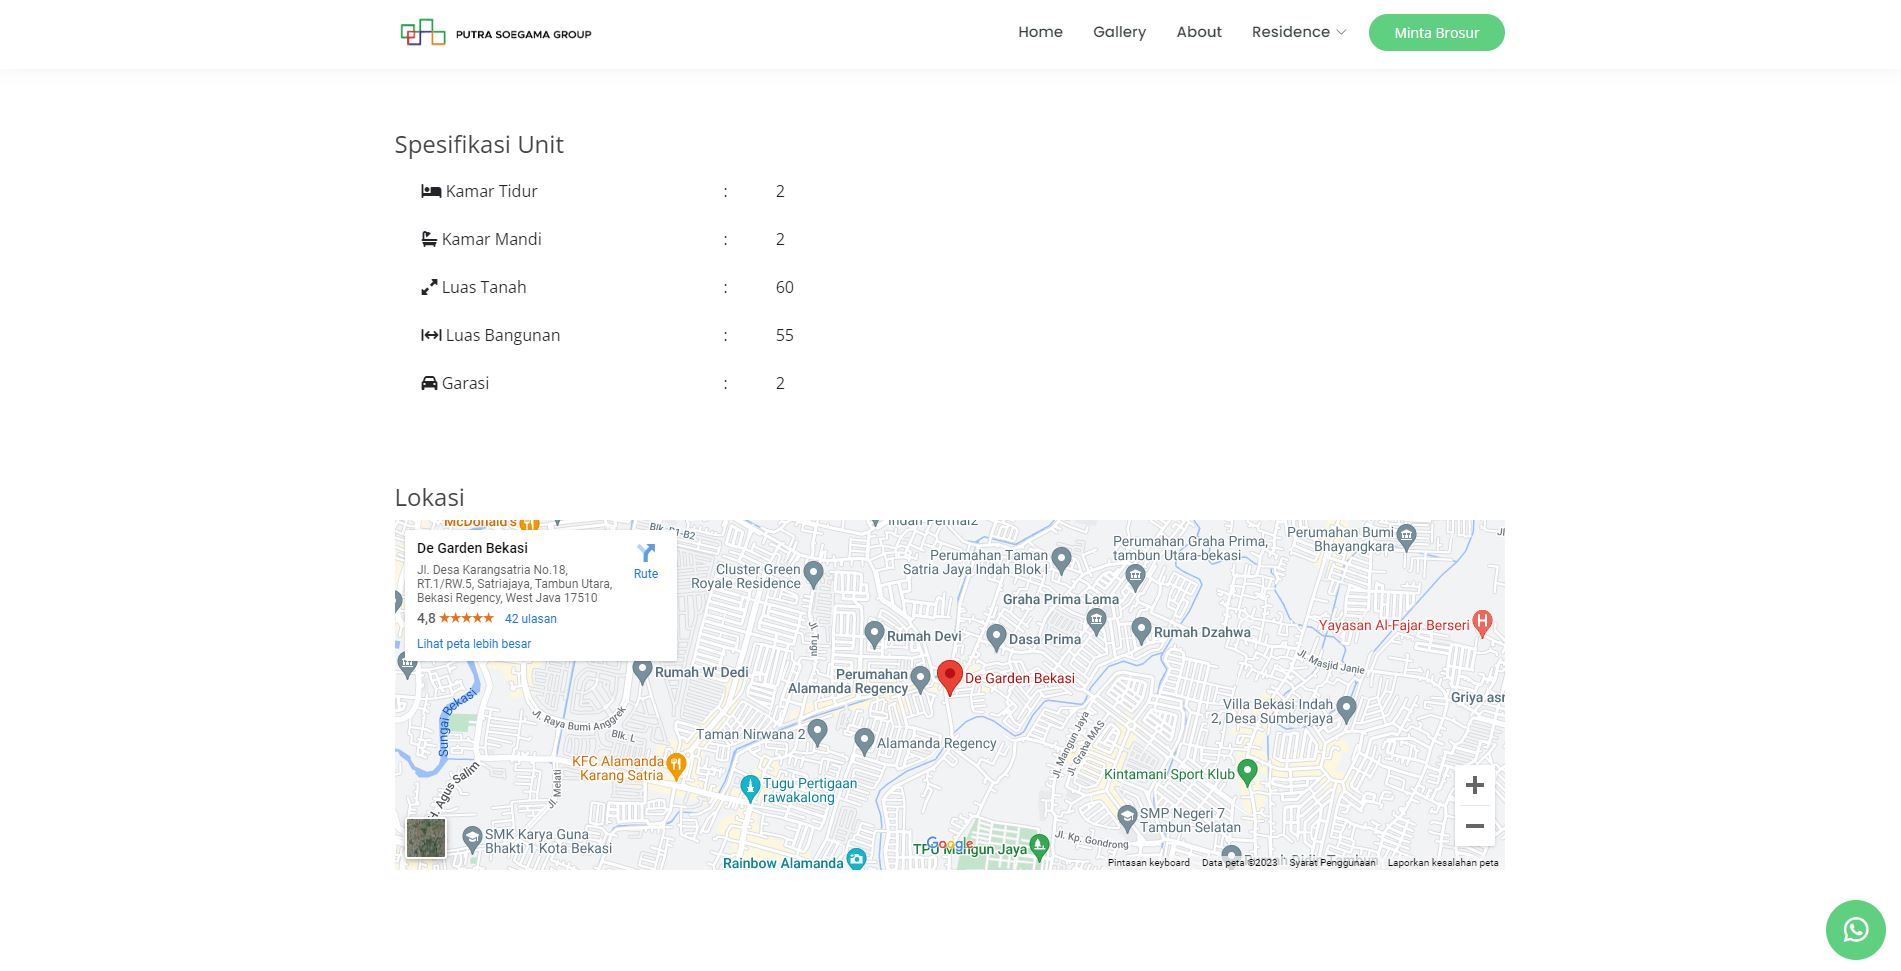 PUTRA SOEGAMA GROUP
Home
Gallery
About
Residence
Minta Brosur
Spesifikasi Unit
Kamar Tidur : 2
Kamar Mandi : 2
Luas Tanah : 60
Luas Bangunan : 55
Garasi : 2
Lokasi
McDonald's
De Garden Bekasi
Jl. Desa Karangsatria No.18,
RT.1/RW.5, Satriajaya, Tambun Utara,
Bekasi Regency, West Java 17510
4,8
42 ulasan
Lihat peta lebih besar
Rute
Indah Permai2
Cluster Green
Royale Residence
Perumahan Taman
Satria Jaya Indah Blok I
Perumahan Graha Prima,
tambun Utara-bekasi
Perumahan Bumi
Bhayangkara
Graha Prima Lama
Jl. Tugu
Rumah Devi
Dasa Prima
Rumah Dzahwa
Yayasan Al-Fajar Berseri
Jl. Masjid Janie
Rumah W' Dedi
Perumahan
Alamanda Regency
De Garden Bekasi
Sungai Bekasi
Jl. Raya Bumi Anggrek
Blk. L
Taman Nirwana 2
Alamanda Regency
Jl. Mangun Jaya
Jl. Graha MAS
Villa Bekasi Indah
2, Desa Sumberjaya
Griya asr
KFC Alamanda
Karang Satria
Jl. Melati
Tugu Pertigaan
rawakalong
Kintamani Sport Klub
H. Agus Salim
SMK Karya Guna
Bhakti 1 Kota Bekasi
SMP Negeri 7
Tambun Selatan
Jl. Kp. Gondrong
Rainbow Alamanda
TPU Mangun Jaya
Google
Pintasan keyboard
Data peta ©2023
Syarat Penggunaan
Laporkan kesalahan peta